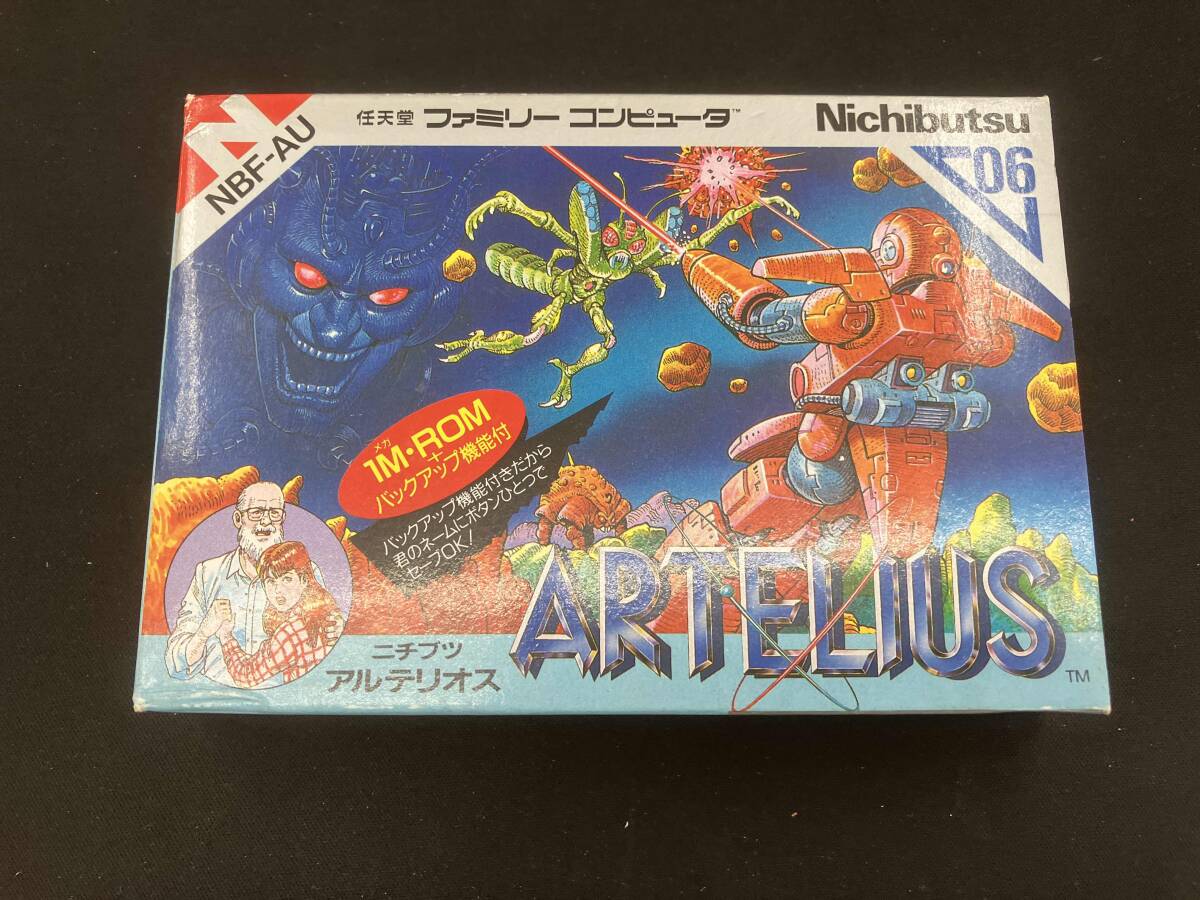 N
NBF-AU
任天堂 ファミリー コンピュータ™
Nichibutsu
06
メガ
1M・ROM
+
バックアップ機能付
バックアップ機能付きだから
君のネームにボタンひとつで
セーブOK!
ニチブツ
アルテリオス
ARTELIUS
TM